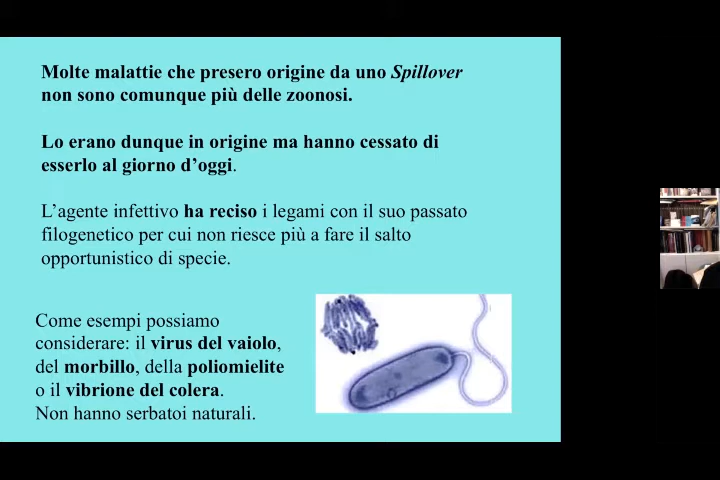 Molte malattie che presero origine da uno Spillover
non sono comunque più delle zoonosi.
Lo erano dunque in origine ma hanno cessato di
esserlo al giorno d’oggi.
L’agente infettivo ha reciso i legami con il suo passato
filogenetico per cui non riesce più a fare il salto
opportunistico di specie.
Come esempi possiamo
considerare: il virus del vaiolo,
del morbillo, della poliomielite
o il vibrione del colera.
Non hanno serbatoi naturali.